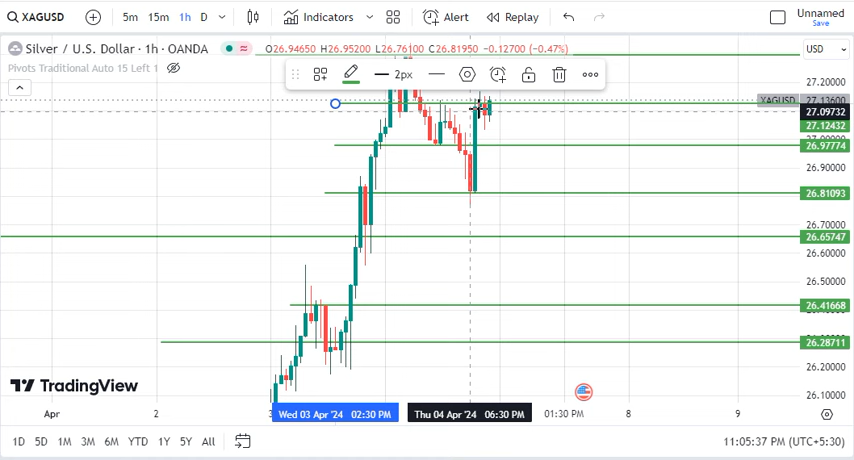 XAGUSD 5m 15m 1h D Indicators Alert Replay Unnamed
Save
Silver / U.S. Dollar · 1h · OANDA O26.94650 H26.95200 L26.76100 C26.81950 −0.12700 (−0.47%) USD
Pivots Traditional Auto 15 Left 1
2px
27.20000
XAGUSD 27.13600
27.09732
27.12432
26.97774
26.90000
26.81093
26.70000
26.65747
26.60000
26.50000
26.41668
26.28711
26.20000
26.10000
TradingView
Apr 2 Wed 03 Apr '24 02:30 PM Thu 04 Apr '24 06:30 PM 01:30 PM 8 9
1D 5D 1M 3M 6M YTD 1Y 5Y All 11:05:37 PM (UTC+5:30)